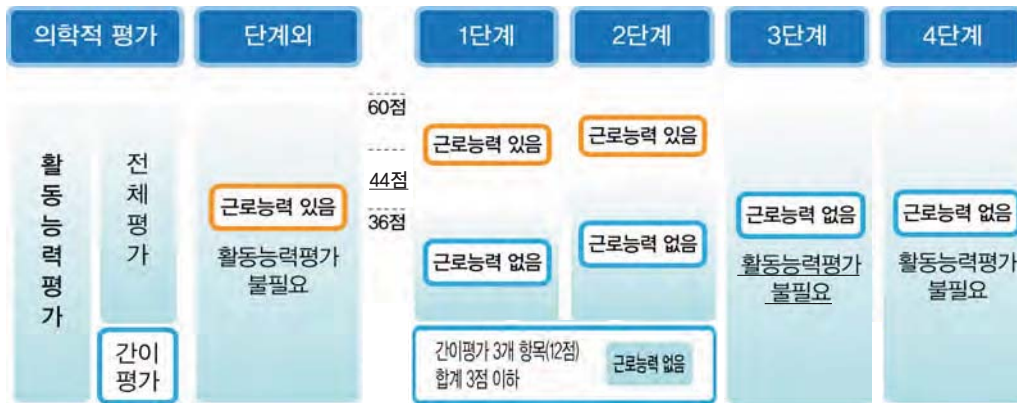 의학적 평가
단계외
1단계
2단계
3단계
4단계
활동능력평가
전체평가
간이
평가
근로능력 있음
활동능력평가
불필요
60점
44점
36점
근로능력 있음
근로능력 없음
근로능력 있음
근로능력 없음
간이평가 3개 항목(12점)
합계 3점 이하
근로능력 없음
근로능력 없음
활동능력평가
불필요
근로능력 없음
활동능력평가
불필요